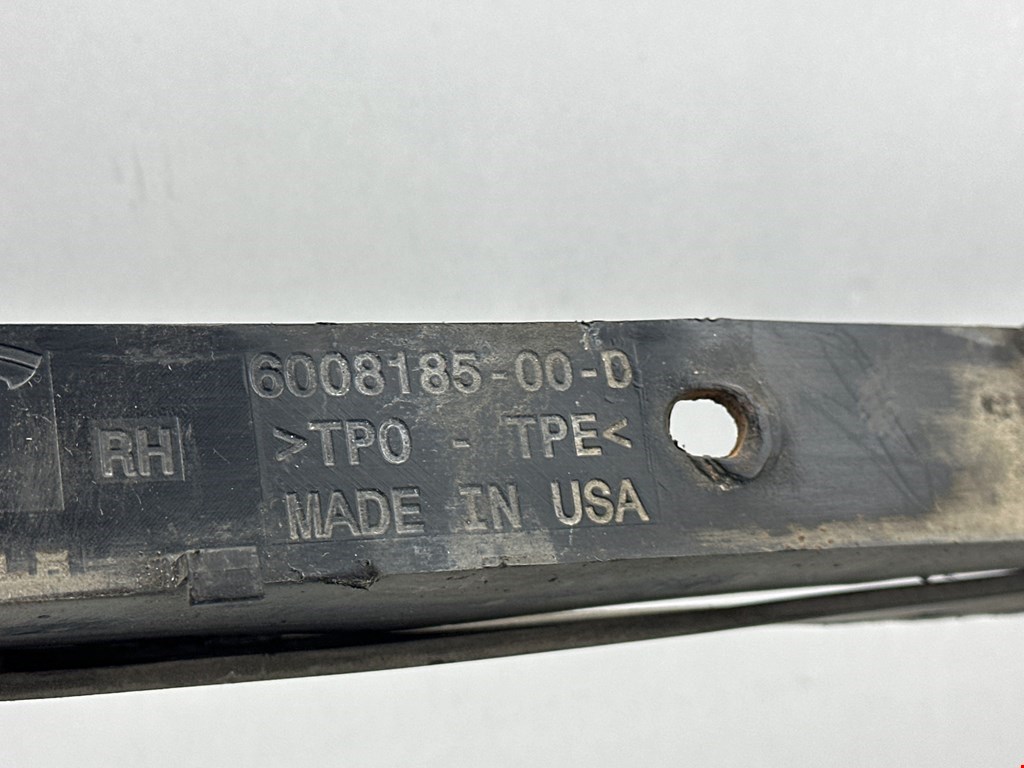 6008185-00-D
RH
>TPO - TPE<
MADE IN USA